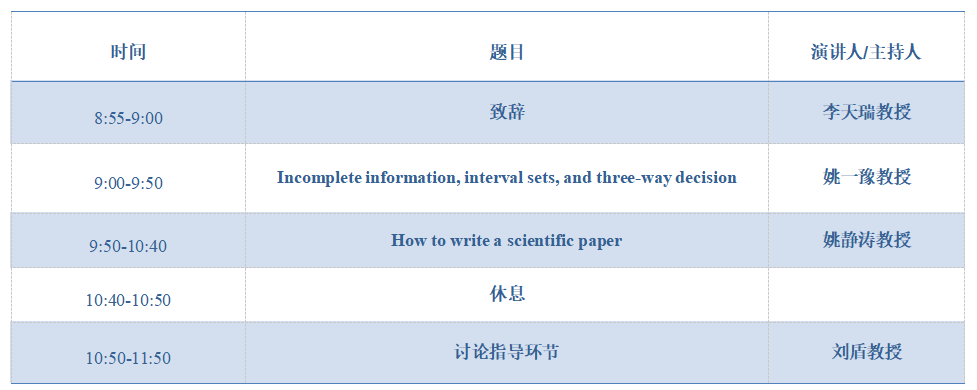 时间 题目 演讲人/主持人
8:55-9:00 致辞 李天瑞教授
9:00-9:50 Incomplete information, interval sets, and three-way decision 姚一豫教授
9:50-10:40 How to write a scientific paper 姚静涛教授
10:40-10:50 休息
10:50-11:50 讨论指导环节 刘盾教授